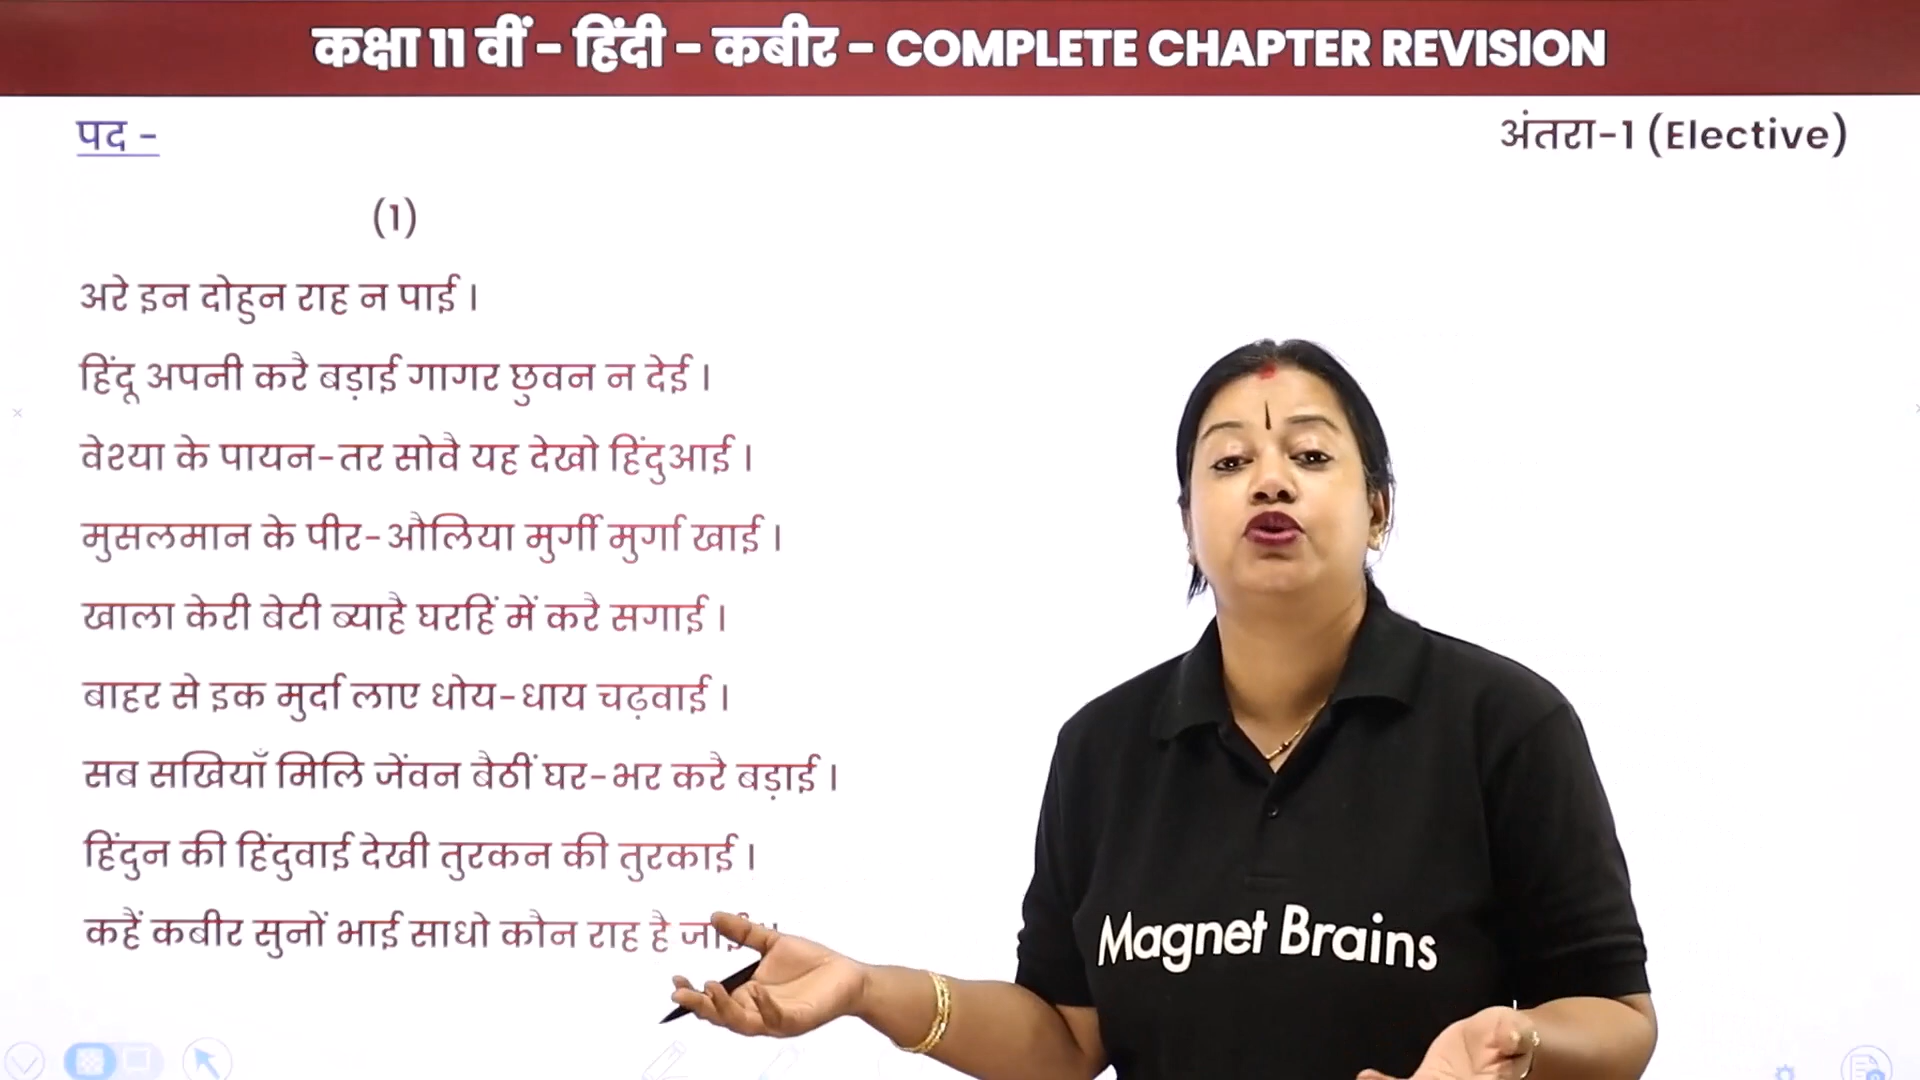 कक्षा 11 वीं – हिंदी – कबीर – COMPLETE CHAPTER REVISION
पद -
अंतरा-1 (Elective)
(1)
अरे इन दोहुन राह न पाई ।
हिंदू अपनी करै बड़ाई गागर छुवन न देई ।
वेश्या के पायन-तर सोवै यह देखो हिंदुआई ।
मुसलमान के पीर-औलिया मुर्गी मुर्गा खाई ।
खाला केरी बेटी ब्याहै घरहिं में करै सगाई ।
बाहर से इक मुर्दा लाए धोय-धाय चढ़वाई ।
सब सखियाँ मिलि जेंवन बैठीं घर-भर करै बड़ाई ।
हिंदुन की हिंदुवाई देखी तुरकन की तुरकाई ।
कहैं कबीर सुनों भाई साधो कौन राह है
Magnet Brains